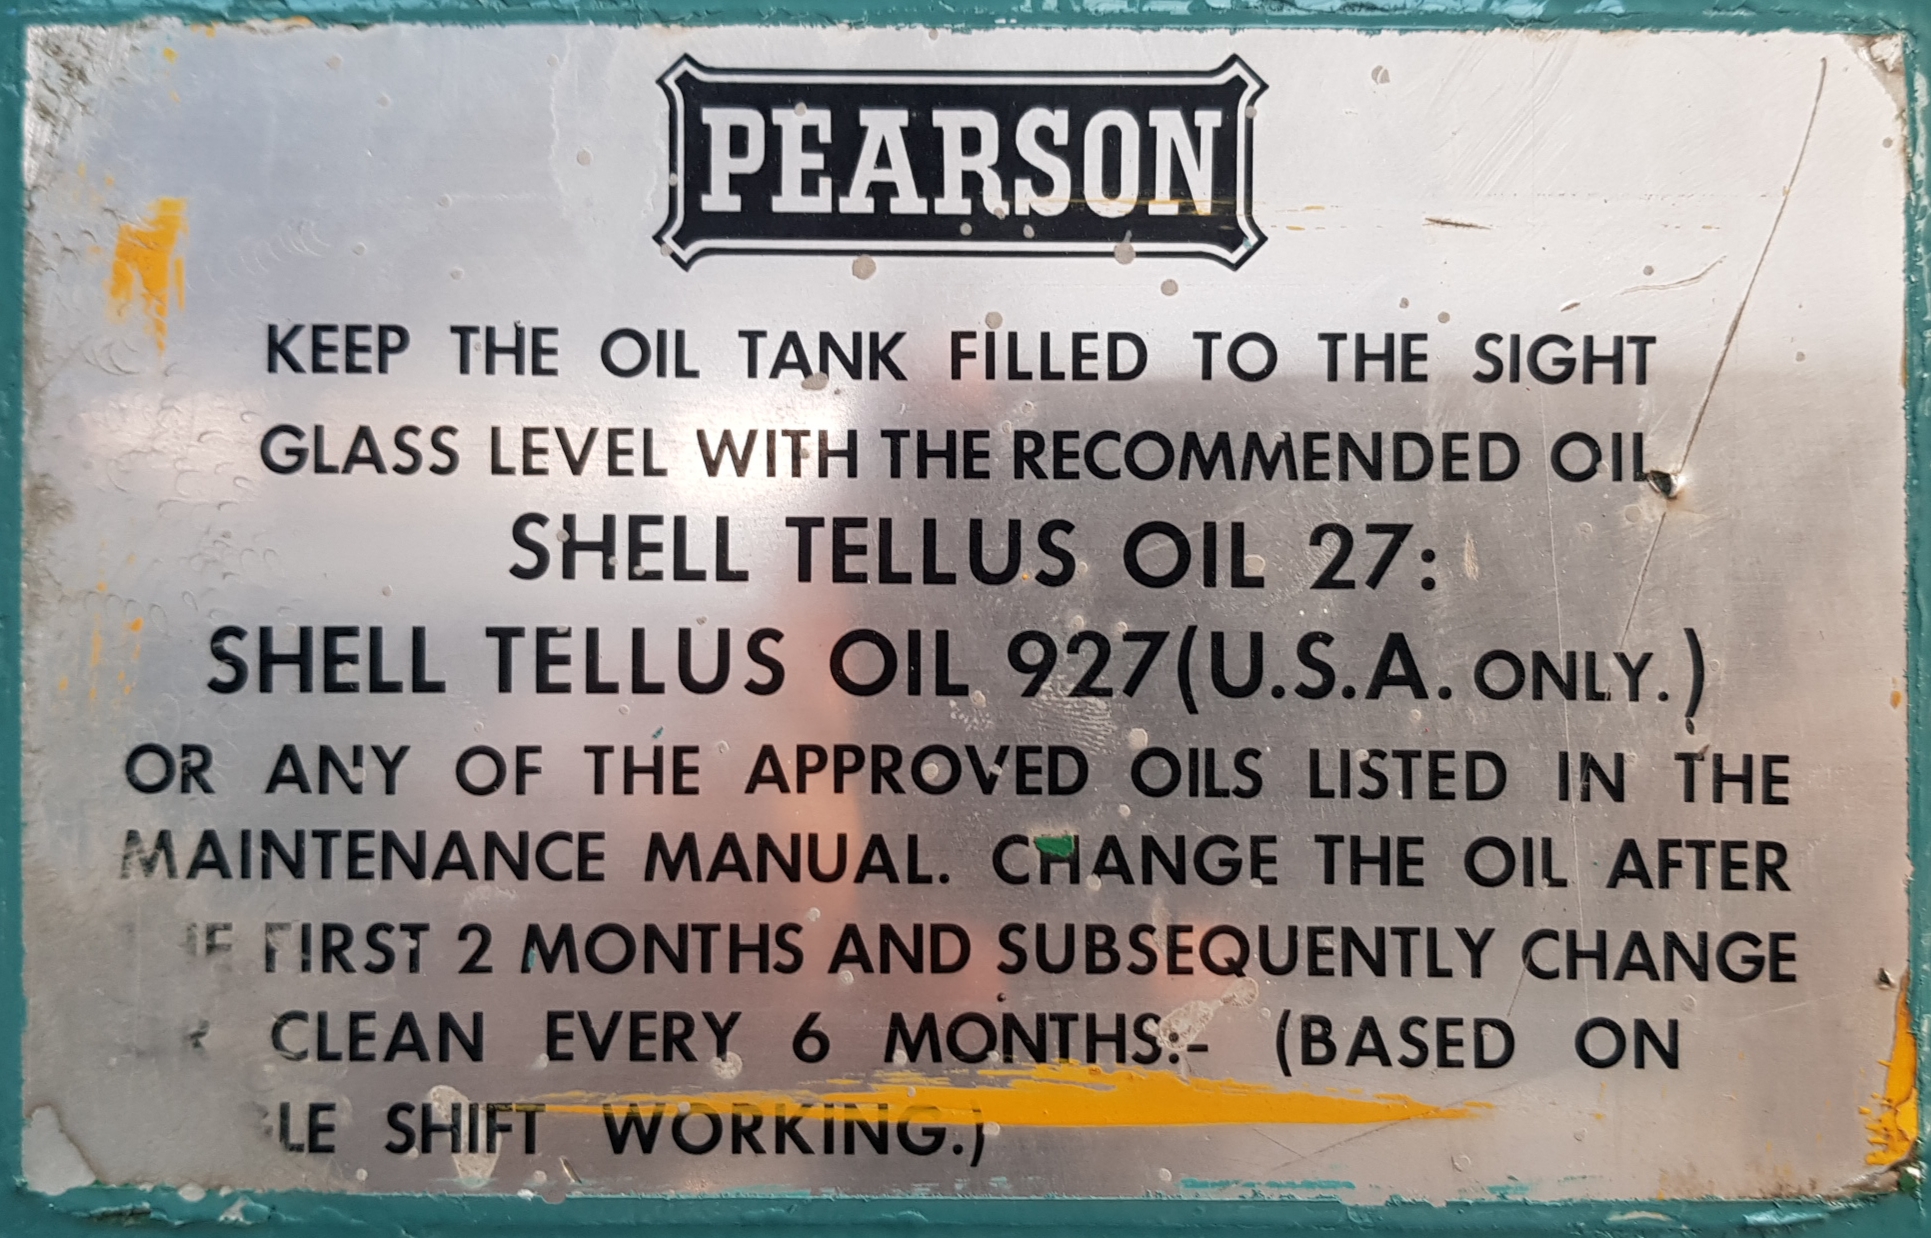 PEARSON
KEEP THE OIL TANK FILLED TO THE SIGHT
GLASS LEVEL WITH THE RECOMMENDED OIL
SHELL TELLUS OIL 27:
SHELL TELLUS OIL 927(U.S.A. ONLY.)
OR ANY OF THE APPROVED OILS LISTED IN THE
MAINTENANCE MANUAL. CHANGE THE OIL AFTER
FIRST 2 MONTHS AND SUBSEQUENTLY CHANGE
CLEAN EVERY 6 MONTHS:- (BASED ON
SHIFT WORKING.)